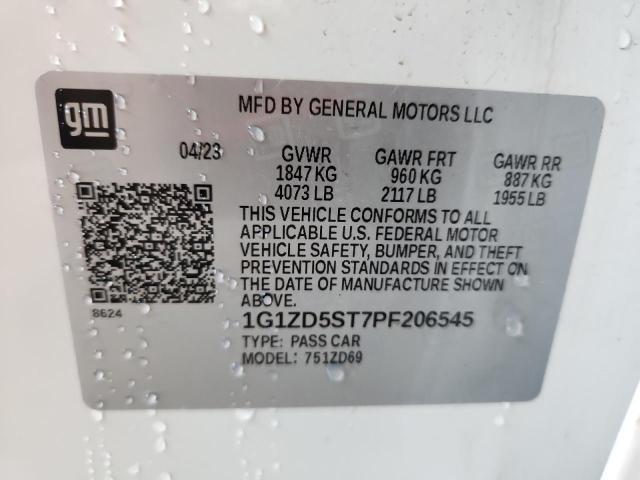 gm
MFD BY GENERAL MOTORS LLC
04/23 GVWR GAWR FRT GAWR RR
1847 KG 960 KG 887 KG
4073 LB 2117 LB 1955 LB
THIS VEHICLE CONFORMS TO ALL
APPLICABLE U.S. FEDERAL MOTOR
VEHICLE SAFETY, BUMPER, AND THEFT
PREVENTION STANDARDS IN EFFECT ON
THE DATE OF MANUFACTURE SHOWN
ABOVE.
8624
1G1ZD5ST7PF206545
TYPE: PASS CAR
MODEL: 751ZD69